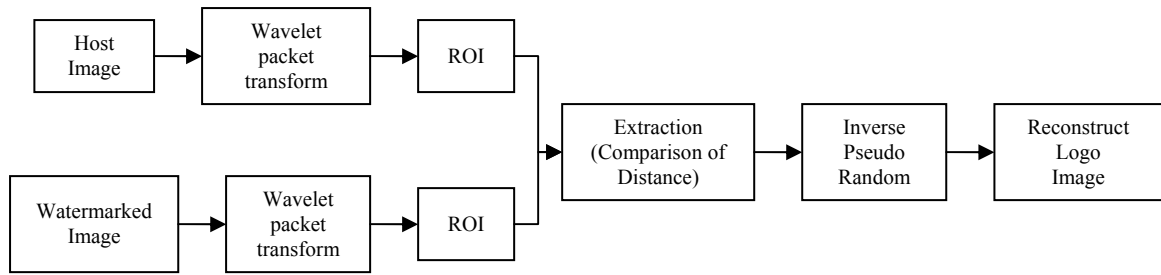 Host
Image
Wavelet
packet
transform
ROI
Watermarked
Image
Wavelet
packet
transform
ROI
Extraction
(Comparison of
Distance)
Inverse
Pseudo
Random
Reconstruct
Logo
Image